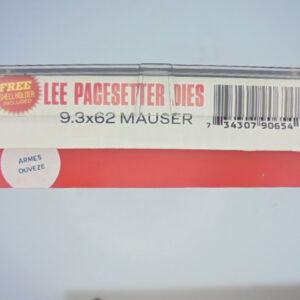 FREE
SHELL HOLDER
INCLUDED
LEE PACESETTER DIES
9.3x62 MAUSER
7 34307 90654
ARMES
OUVEZE